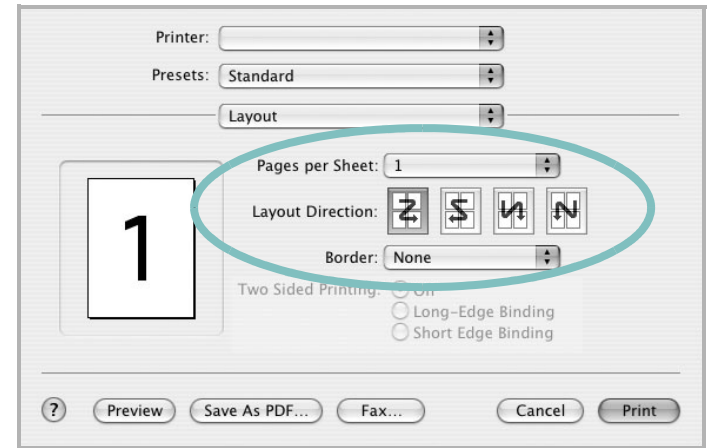 Printer:
Presets: Standard
Layout
Pages per Sheet: 1
Layout Direction:
Border: None
1
Two Sided Printing: Off
Long-Edge Binding
Short Edge Binding
? Preview Save As PDF... Fax... Cancel Print